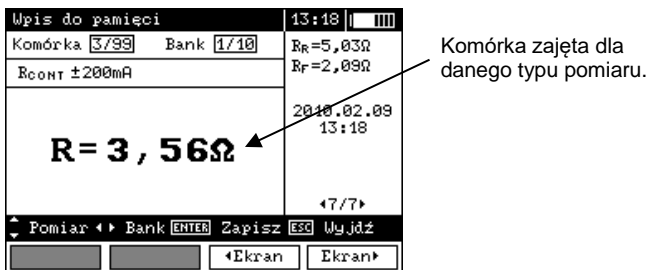 Wpis do pamięci 13:18
Komórka 3/99 Bank 1/10
RCONT ±200mA
RR=5,03Ω
RF=2,09Ω
2010.02.09
13:18
R=3,56Ω
◂7/7▸
Pomiar ◂▸ Bank ENTER Zapisz ESC Wyjdź
◂Ekran Ekran▸
Komórka zajęta dla
danego typu pomiaru.